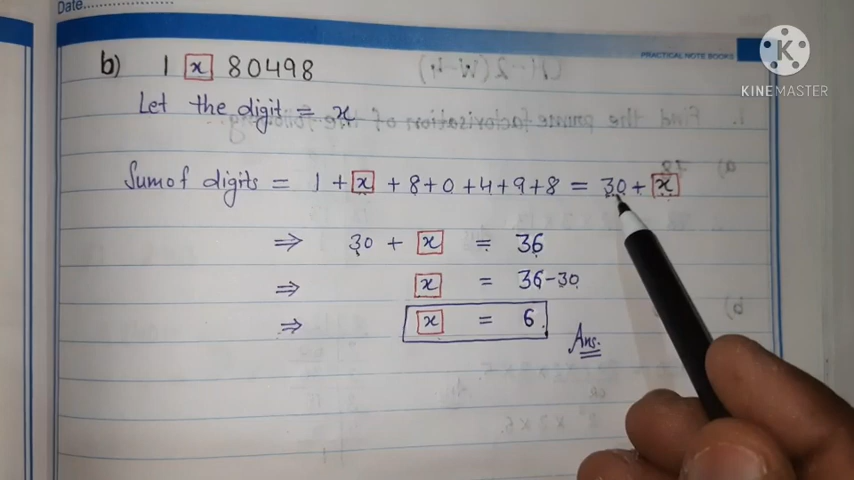 Date
PRACTICAL NOTE BOOKS
K
KINEMASTER
b) 1 x 80498
Let the digit = x
Sum of digits = 1 + x + 8 + 0 + 4 + 9 + 8 = 30 + x
⇒ 30 + x = 36
⇒ x = 36-30
⇒ x = 6.
Ans.